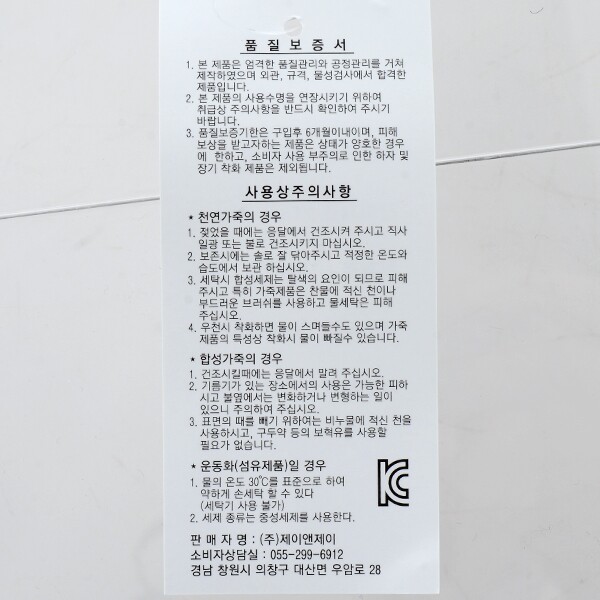 품 질 보 증 서
1. 본 제품은 엄격한 품질관리와 공정관리를 거쳐
제작하였으며 외관, 규격, 물성검사에서 합격한
제품입니다.
2. 본 제품의 사용수명을 연장시키기 위하여
취급상 주의사항을 반드시 확인하여 주시기
바랍니다.
3. 품질보증기한은 구입후 6개월이내이며, 피해
보상을 받고자하는 제품은 상태가 양호한 경우
에 한하고, 소비자 사용 부주의로 인한 하자 및
장기 착화 제품은 제외됩니다.
사용상주의사항
* 천연가죽의 경우
1. 젖었을 때에는 응달에서 건조시켜 주시고 직사
일광 또는 불로 건조시키지 마십시오.
2. 보존시에는 솔로 잘 닦아주시고 적정한 온도와
습도에서 보관 하십시오.
3. 세탁시 합성세제는 탈색의 요인이 되므로 피해
주시고 특히 가죽제품은 찬물에 적신 천이나
부드러운 브러쉬를 사용하고 물세탁은 피해
주십시오.
4. 우천시 착화하면 물이 스며들수도 있으며 가죽
제품의 특성상 착화시 물이 빠질수 있습니다.
* 합성가죽의 경우
1. 건조시킬때에는 응달에서 말려 주십시오.
2. 기름기가 있는 장소에서의 사용은 가능한 피하
시고 불옆에서는 변화하거나 변형하는 일이
있으니 주의하여 주십시오.
3. 표면의 때를 빼기 위하여는 비눗물에 적신 천을
사용하시고, 구두약 등의 보혁유를 사용할
필요가 없습니다.
* 운동화(섬유제품)일 경우
1. 물의 온도 30℃를 표준으로 하여
약하게 손세탁 할 수 있다
(세탁기 사용 불가)
2. 세제 종류는 중성세제를 사용한다.
판 매 자 명 : (주)제이앤제이
소비자상담실 : 055-299-6912
경남 창원시 의창구 대산면 우암로 28